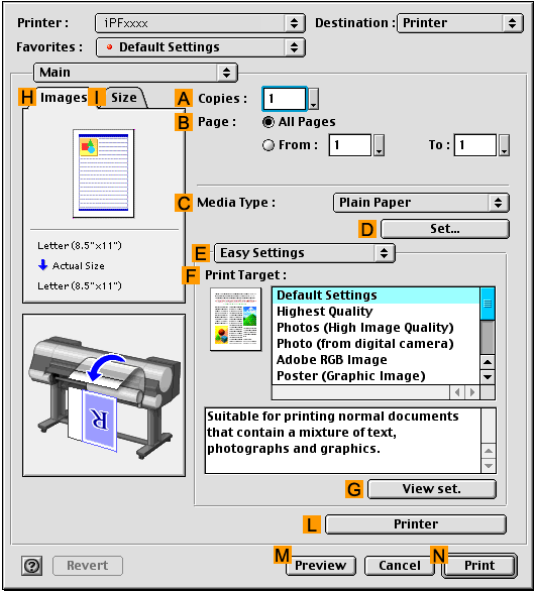 Printer : iPFxxxx Destination : Printer
Favorites : Default Settings
Main
H Images I Size
A Copies : 1
B Page : All Pages
From : 1 To : 1
C Media Type : Plain Paper
D Set...
Letter (8.5"x11")
Actual Size
Letter (8.5"x11")
E Easy Settings
F Print Target :
Default Settings
Highest Quality
Photos (High Image Quality)
Photo (from digital camera)
Adobe RGB Image
Poster (Graphic Image)
R
Suitable for printing normal documents
that contain a mixture of text,
photographs and graphics.
G View set.
L Printer
? Revert M Preview Cancel N Print